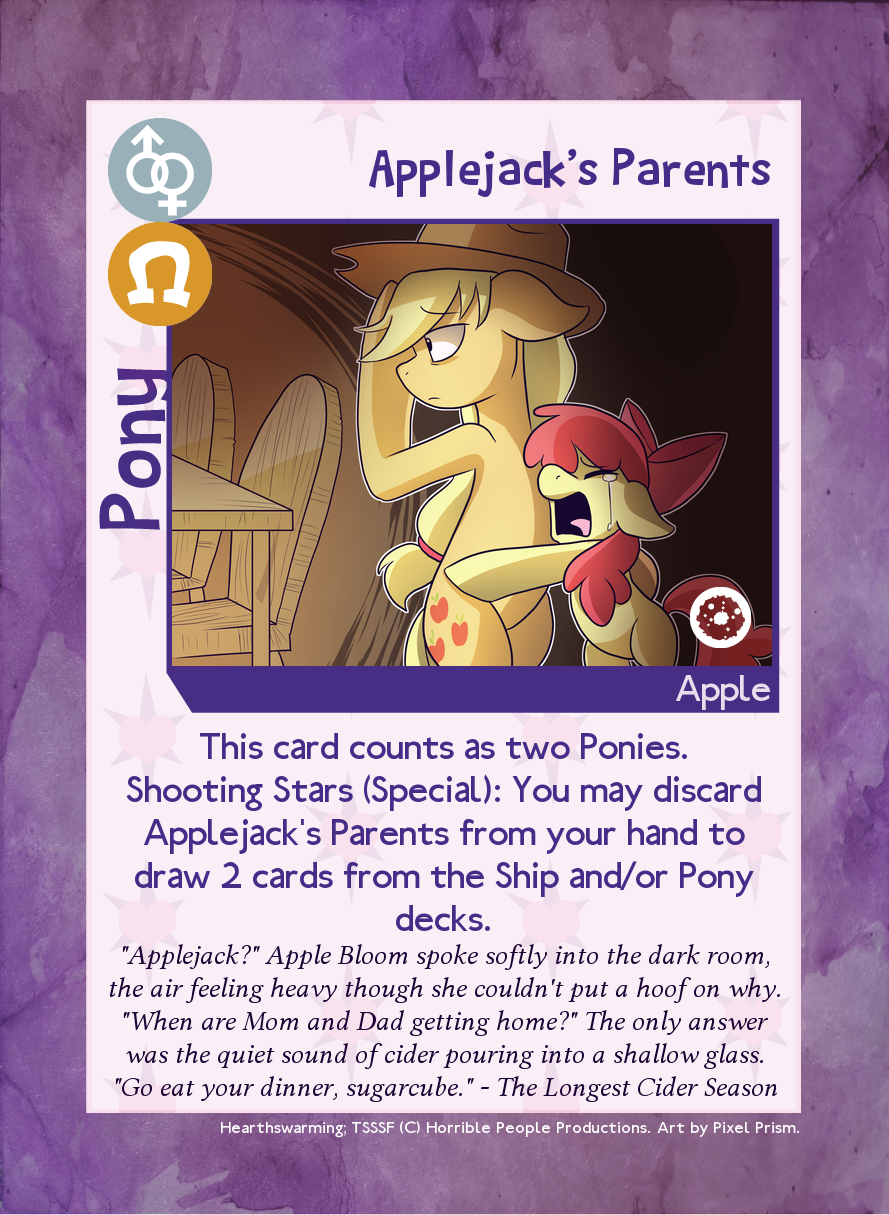 Applejack's Parents
Pony
Apple
This card counts as two Ponies.
Shooting Stars (Special): You may discard
Applejack's Parents from your hand to
draw 2 cards from the Ship and/or Pony
decks.
"Applejack?" Apple Bloom spoke softly into the dark room,
the air feeling heavy though she couldn't put a hoof on why.
"When are Mom and Dad getting home?" The only answer
was the quiet sound of cider pouring into a shallow glass.
"Go eat your dinner, sugarcube." - The Longest Cider Season
Hearthswarming; TSSSF (C) Horrible People Productions. Art by Pixel Prism.